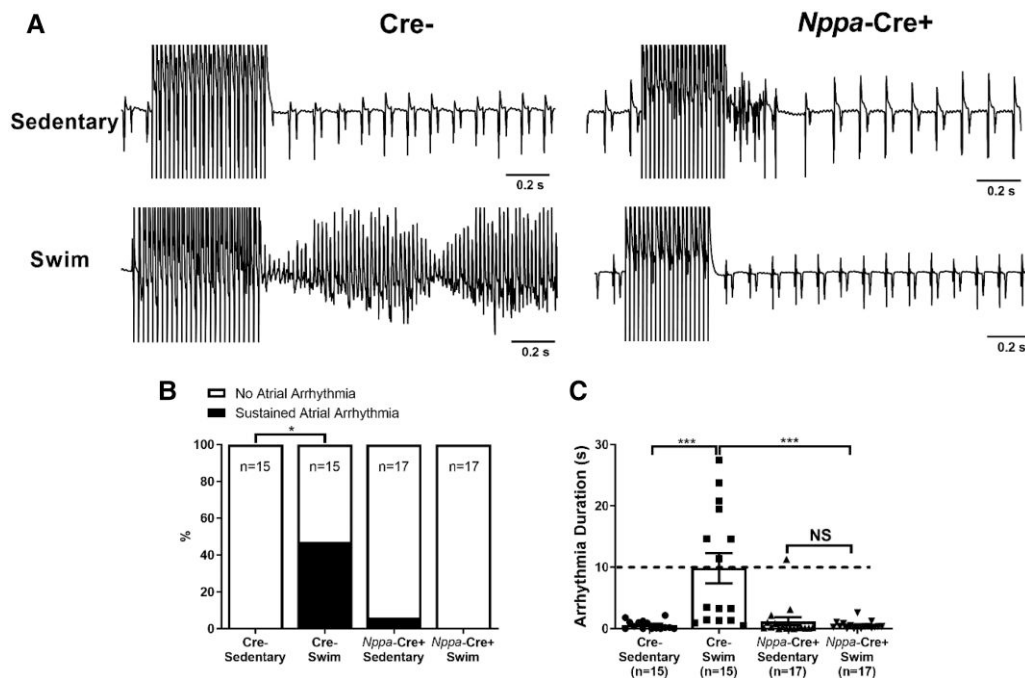 A
Cre-
Nppa-Cre+
Sedentary
0.2 s
0.2 s
Swim
0.2 s
0.2 s
B
No Atrial Arrhythmia
Sustained Atrial Arrhythmia
*
100
80
60
40
20
0
%
n=15
n=15
n=17
n=17
Cre-
Sedentary
Cre-
Swim
Nppa-Cre+
Sedentary
Nppa-Cre+
Swim
C
***
***
NS
30
20
10
0
Arrhythmia Duration (s)
Cre-
Sedentary
(n=15)
Cre-
Swim
(n=15)
Nppa-Cre+
Sedentary
(n=17)
Nppa-Cre+
Swim
(n=17)